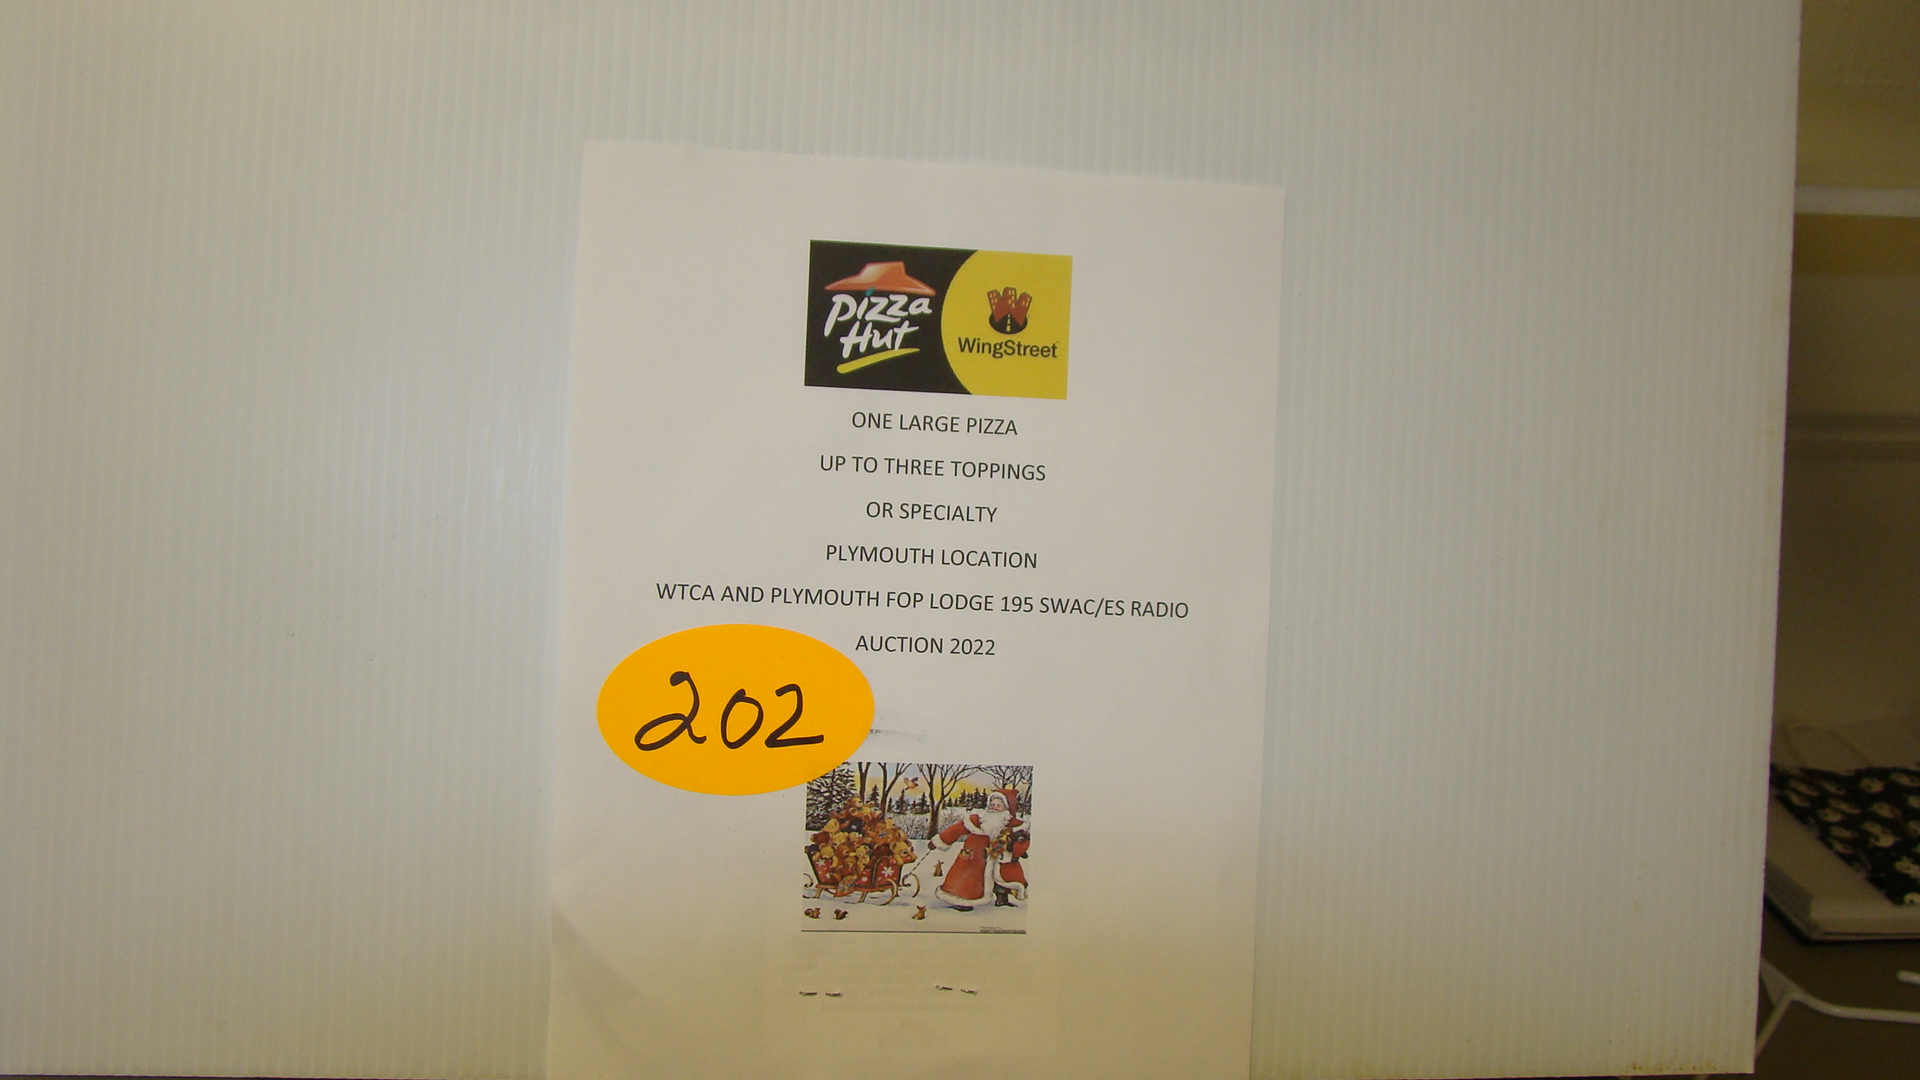 Pizza
Hut
WingStreet
ONE LARGE PIZZA
UP TO THREE TOPPINGS
OR SPECIALTY
PLYMOUTH LOCATION
WTCA AND PLYMOUTH FOP LODGE 195 SWAC/ES RADIO
AUCTION 2022
202